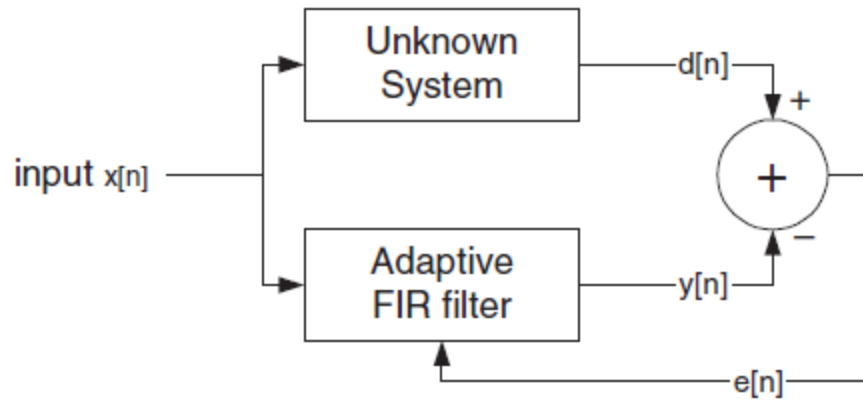 Unknown
System
d[n]
+
input x[n]
+
−
Adaptive
FIR filter
y[n]
e[n]